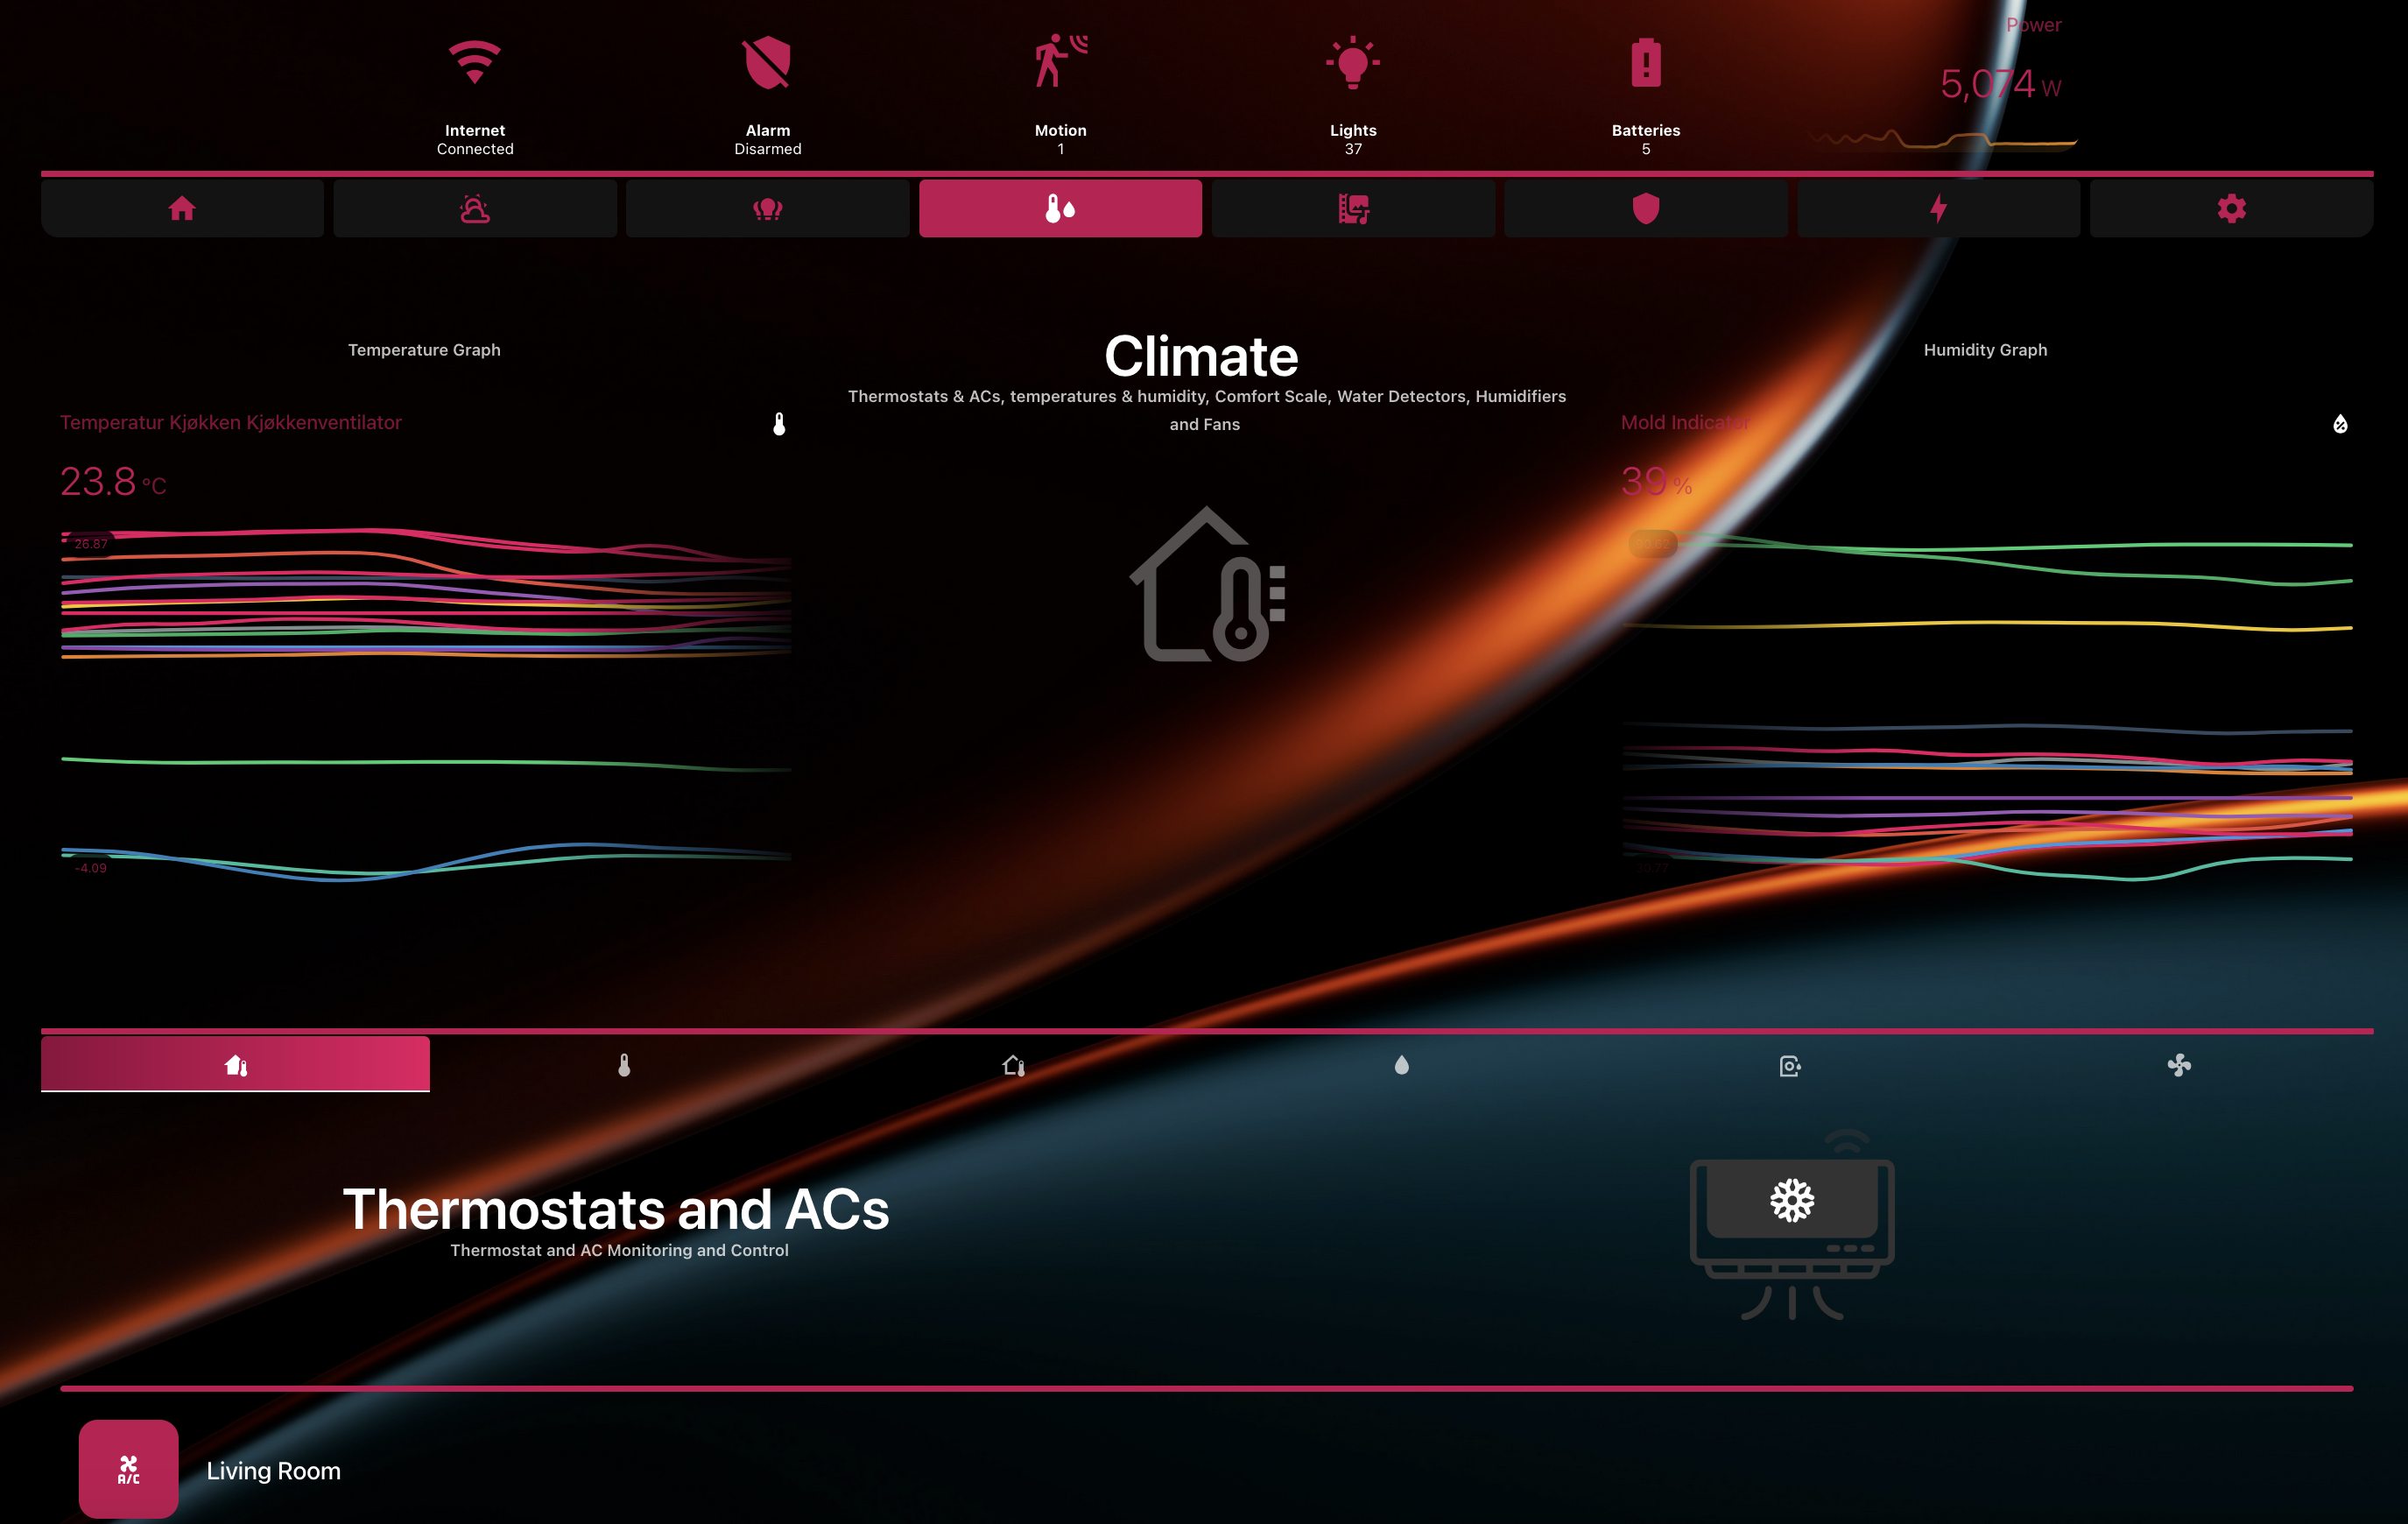 Power
5,074 W
Internet
Connected
Alarm
Disarmed
Motion
1
Lights
37
Batteries
5
Temperature Graph
Climate
Thermostats & ACs, temperatures & humidity, Comfort Scale, Water Detectors, Humidifiers
and Fans
Humidity Graph
Temperatur Kjøkken Kjøkkenventilator
23.8 °C
26.87
-4.09
Mold Indicator
39 %
Thermostats and ACs
Thermostat and AC Monitoring and Control
A/C
Living Room